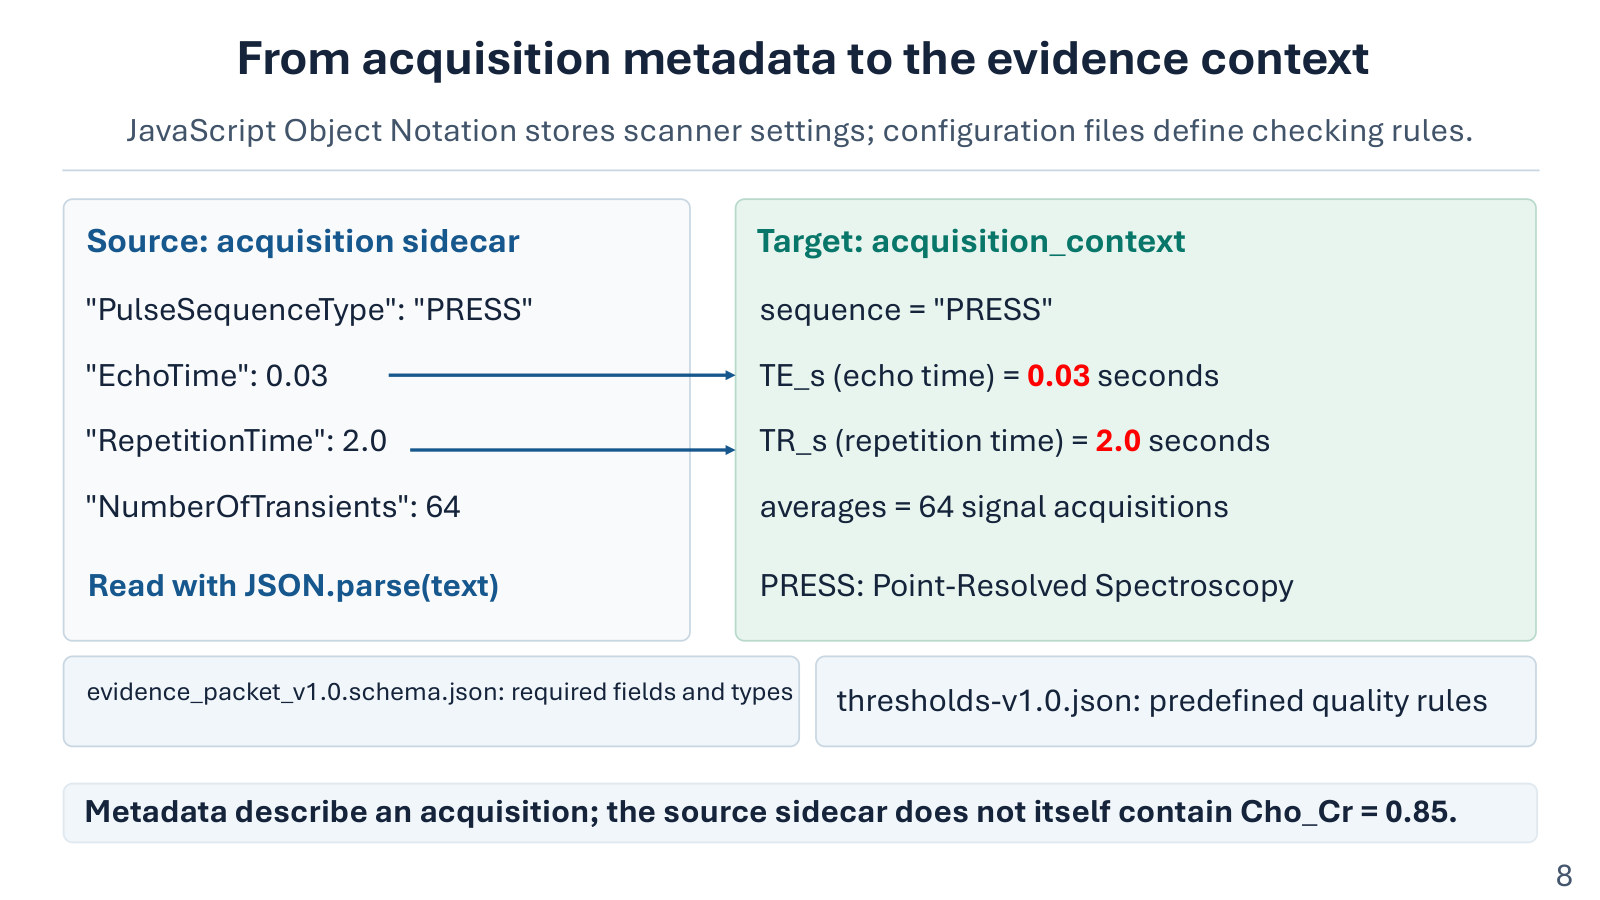 From acquisition metadata to the evidence context
JavaScript Object Notation stores scanner settings; configuration files define checking rules.
Source: acquisition sidecar
"PulseSequenceType": "PRESS"
"EchoTime": 0.03
"RepetitionTime": 2.0
"NumberOfTransients": 64
Read with JSON.parse(text)
Target: acquisition_context
sequence = "PRESS"
TE_s (echo time) = 0.03 seconds
TR_s (repetition time) = 2.0 seconds
averages = 64 signal acquisitions
PRESS: Point-Resolved Spectroscopy
evidence_packet_v1.0.schema.json: required fields and types
thresholds-v1.0.json: predefined quality rules
Metadata describe an acquisition; the source sidecar does not itself contain Cho_Cr = 0.85.
8